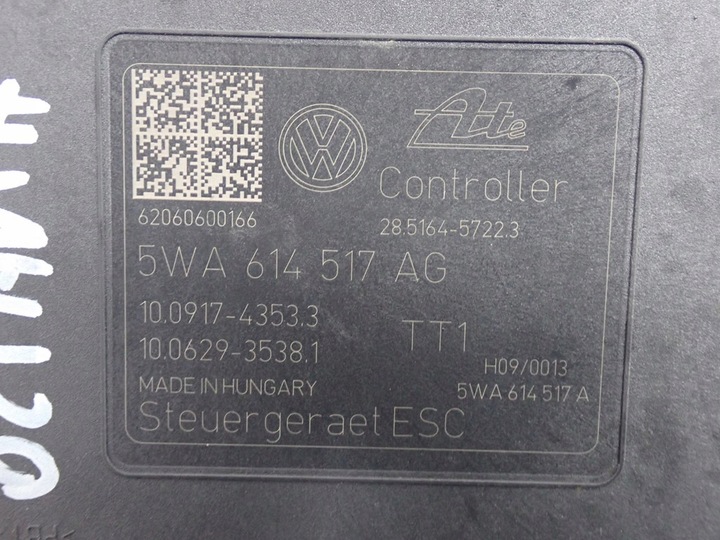 Ate
Controller
62060600166
28.5164-5722.3
5WA 614 517 AG
10.0917-4353.3
TT1
10.0629-3538.1
H09/0013
MADE IN HUNGARY
5WA 614 517 A
Steuergeraet ESC